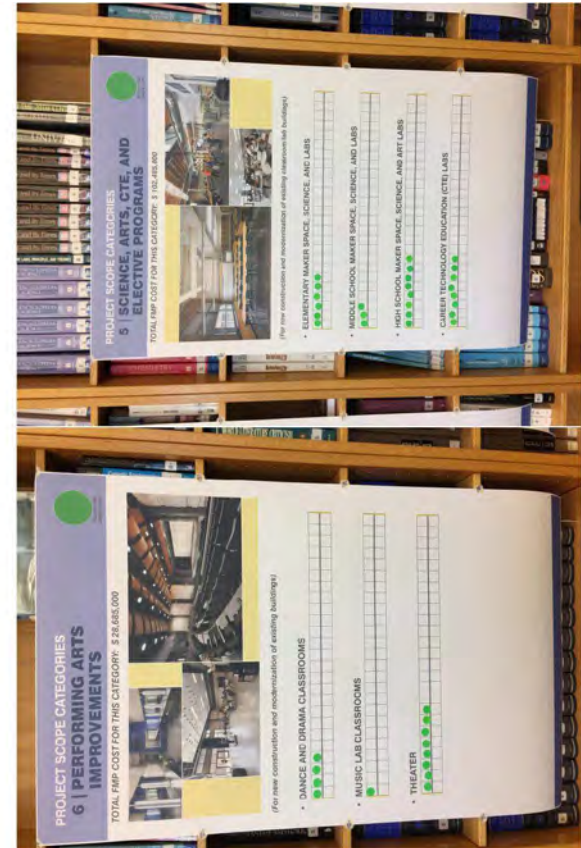 PROJECT SCOPE CATEGORIES
5 | SCIENCE, ARTS, CTE, AND
ELECTIVE PROGRAMS
TOTAL FMP COST FOR THIS CATEGORY: $ 102,485,800
(For new construction and modernization of existing classroom/lab buildings)
• ELEMENTARY MAKER SPACE, SCIENCE, AND LABS
• MIDDLE SCHOOL MAKER SPACE, SCIENCE, AND LABS
• HIGH SCHOOL MAKER SPACE, SCIENCE, AND ART LABS
• CAREER TECHNOLOGY EDUCATION (CTE) LABS
PROJECT SCOPE CATEGORIES
6 | PERFORMING ARTS
IMPROVEMENTS
TOTAL FMP COST FOR THIS CATEGORY: $ 28,685,000
(For new construction and modernization of existing buildings)
• DANCE AND DRAMA CLASSROOMS
• MUSIC LAB CLASSROOMS
• THEATER